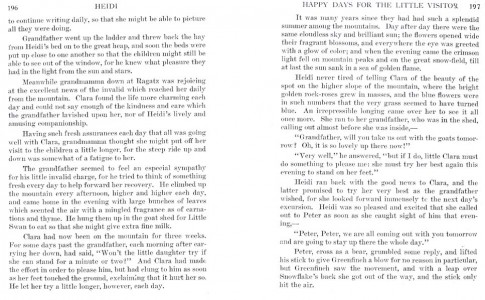 196 HEIDI
to continue writing daily, so that she might be able to picture
all they were doing.
Grandfather went up the ladder and threw back the hay
from Heidi's bed on to the great heap, and soon the beds were
put up close to one another so that the children might still be
able to see out of the window, for he knew what pleasure they
had in the light from the sun and stars.
Meanwhile grandmamma down at Ragatz was rejoicing
at the excellent news of the invalid which reached her daily
from the mountain. Clara found the life more charming each
day and could not say enough of the kindness and care which
the grandfather lavished upon her, nor of Heidi's lively and
amusing companionship.
Having such fresh assurances each day that all was going
well with Clara, grandmamma thought she might put off her
visit to the children a little longer, for the steep ride up and
down was somewhat of a fatigue to her.
The grandfather seemed to feel an especial sympathy
for his little invalid charge, for he tried to think of something
fresh every day to help forward her recovery. He climbed up
the mountain every afternoon, higher and higher each day,
and came home in the evening with large bunches of leaves
which scented the air with a mingled fragrance as of carna-
tions and thyme. He hung them up in the goat shed for Little
Swan to eat so that she might give extra fine milk.
Clara had now been on the mountain for three weeks.
For some days past the grandfather, each morning after car-
rying her down, had said, "Won't the little daughter try if
she can stand for a minute or two?" And Clara had made
the effort in order to please him, but had clung to him as soon
as her feet touched the ground, exclaiming that it hurt her so.
He let her try a little longer, however, each day.
HAPPY DAYS FOR THE LITTLE VISITOR 197
It was many years since they had had such a splendid
summer among the mountains. Day after day there were the
same cloudless sky and brilliant sun; the flowers opened wide
their fragrant blossoms, and everywhere the eye was greeted
with a glow of color; and when the evening came the crimson
light fell on mountain peaks and on the great snow-field, till
at last the sun sank in a sea of golden flame.
Heidi never tired of telling Clara of the beauty of the
spot on the higher slope of the mountain, where the bright
golden rock-roses grew in masses, and the blue flowers were
in such numbers that the very grass seemed to have turned
blue. An irrepressible longing came over her to see it all
once more. She ran to her grandfather, who was in the shed,
calling out almost before she was inside,—
"Grandfather, will you take us out with the goats tomor-
row? Oh, it is so lovely up there now!"
"Very well," he answered, "but if I do, little Clara must
do something to please me: she must try her best again this
evening to stand on her feet."
Heidi ran back with the good news to Clara, and the
latter promised to try her very best as the grandfather
wished, for she looked forward immensely to the next day's
excursion. Heidi was so pleased and excited that she called
out to Peter as soon as she caught sight of him that even-
ing,—
"Peter, Peter, we are all coming out with you tomorrow
and are going to stay up there the whole day."
Peter, cross as a bear, grumbled some reply, and lifted
his stick to give Greenfinch a blow for no reason in particular,
but Greenfinch saw the movement, and with a leap over
Snowflake's back she got out of the way, and the stick only
hit the air.